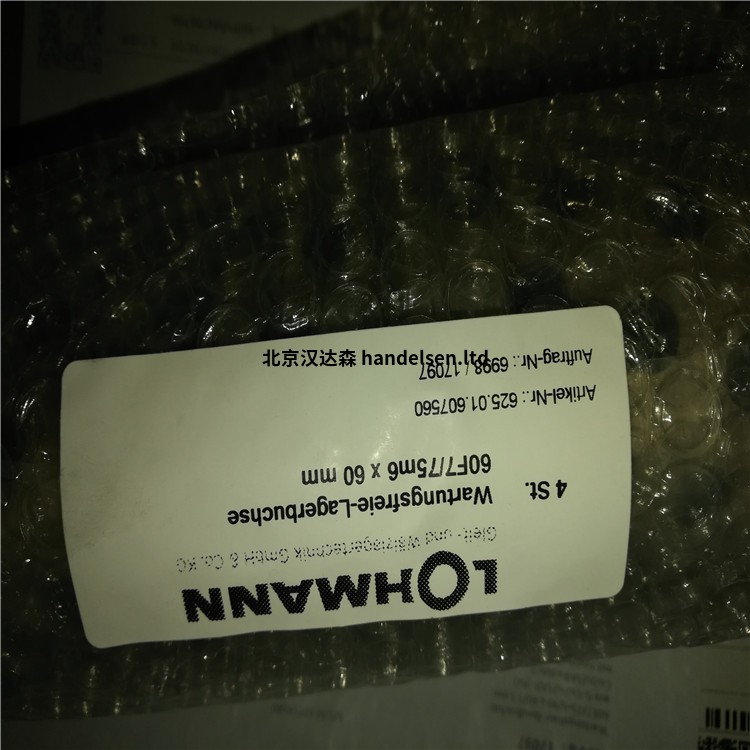 LOHMANN
Gleit- und Wälzlagertechnik GmbH & Co. KG
4 St. Wartungsfreie-Lagerbuchse
60F7/75m6 x 60 mm
Artikel-Nr.: 625.01.607560
Auftrag-Nr.: 6998 / 17097
北京汉达森 handelsen.ltd